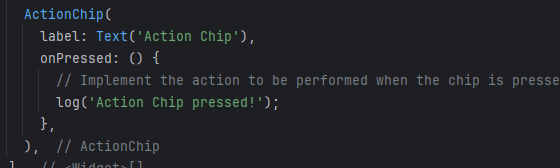 ActionChip(
label: Text('Action Chip'),
onPressed: () {
// Implement the action to be performed when the chip is presse
log('Action Chip pressed!');
},
), // ActionChip
], // <Widget>[]